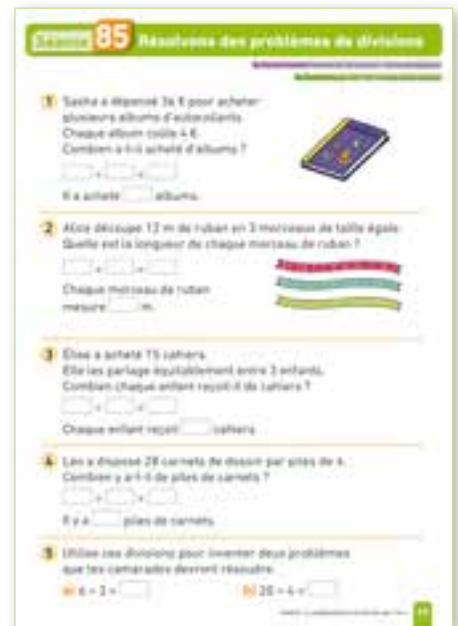 Séance 85 Résolvons des problèmes de divisions
1 Sacha a dépensé 36 € pour acheter
plusieurs albums d'autocollants.
Chaque album coûte 4 €.
Combien a-t-il acheté d'albums ?
Il a acheté albums.
2 Alice découpe 12 m de ruban en 3 morceaux de taille égale.
Quelle est la longueur de chaque morceau de ruban ?
Chaque morceau de ruban
mesure m.
3 Élise a acheté 15 cahiers.
Elle les partage équitablement entre 3 enfants.
Combien chaque enfant reçoit-il de cahiers ?
Chaque enfant reçoit cahiers.
4 Léo a disposé 28 carnets de dessin par piles de 4.
Combien y a-t-il de piles de carnets ?
Il y a piles de carnets.
5 Utilise ces divisions pour inventer deux problèmes
que tes camarades devront résoudre.
a) 6 ÷ 3 = b) 20 ÷ 4 =